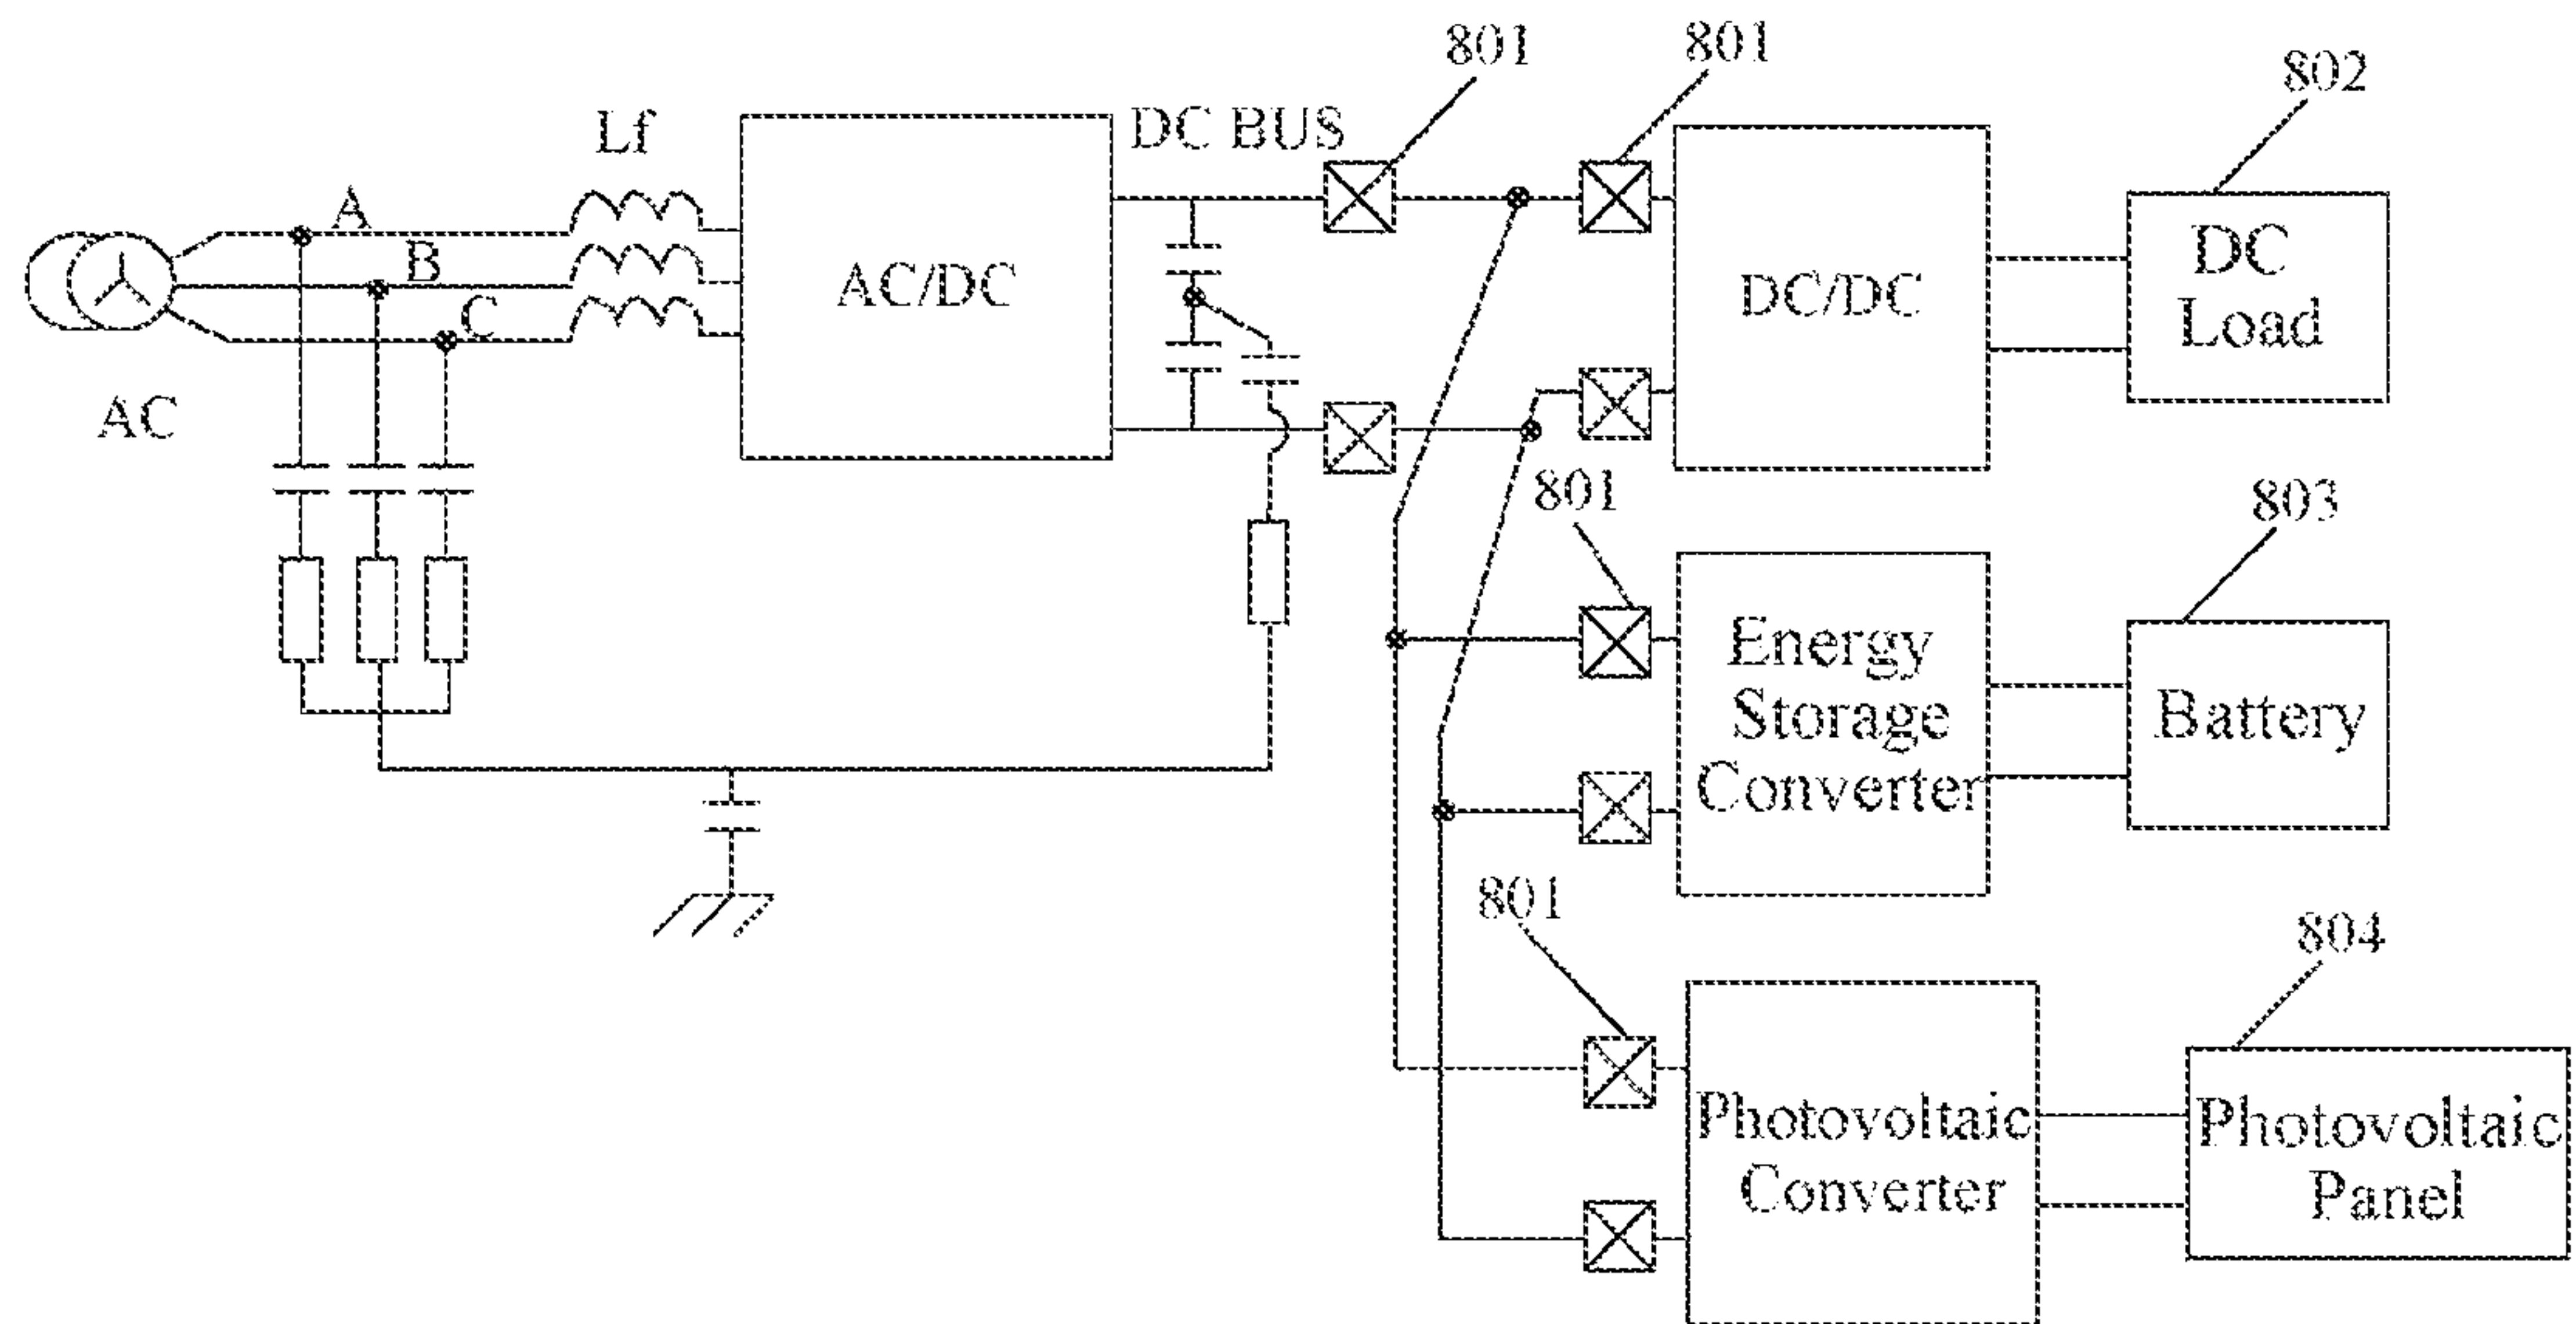 801
801
802
Lf
DC BUS
A
B
C
AC
AC/DC
DC/DC
DC
Load
801
803
Energy
Storage
Converter
Battery
801
804
Photovoltaic
Converter
Photovoltaic
Panel